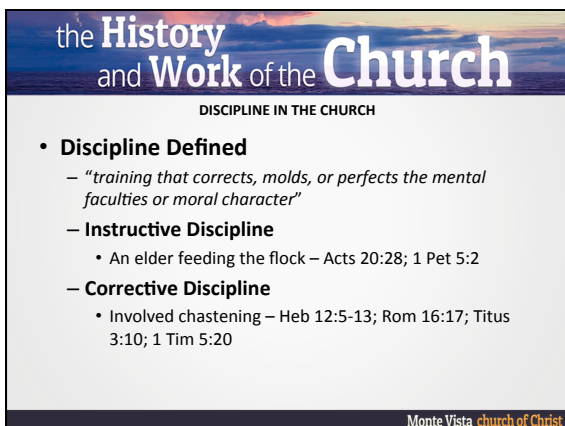 the History
and Work of the Church
DISCIPLINE IN THE CHURCH
• Discipline Defined
– “training that corrects, molds, or perfects the mental
faculties or moral character”
– Instructive Discipline
• An elder feeding the flock – Acts 20:28; 1 Pet 5:2
– Corrective Discipline
• Involved chastening – Heb 12:5-13; Rom 16:17; Titus
3:10; 1 Tim 5:20
Monte Vista church of Christ